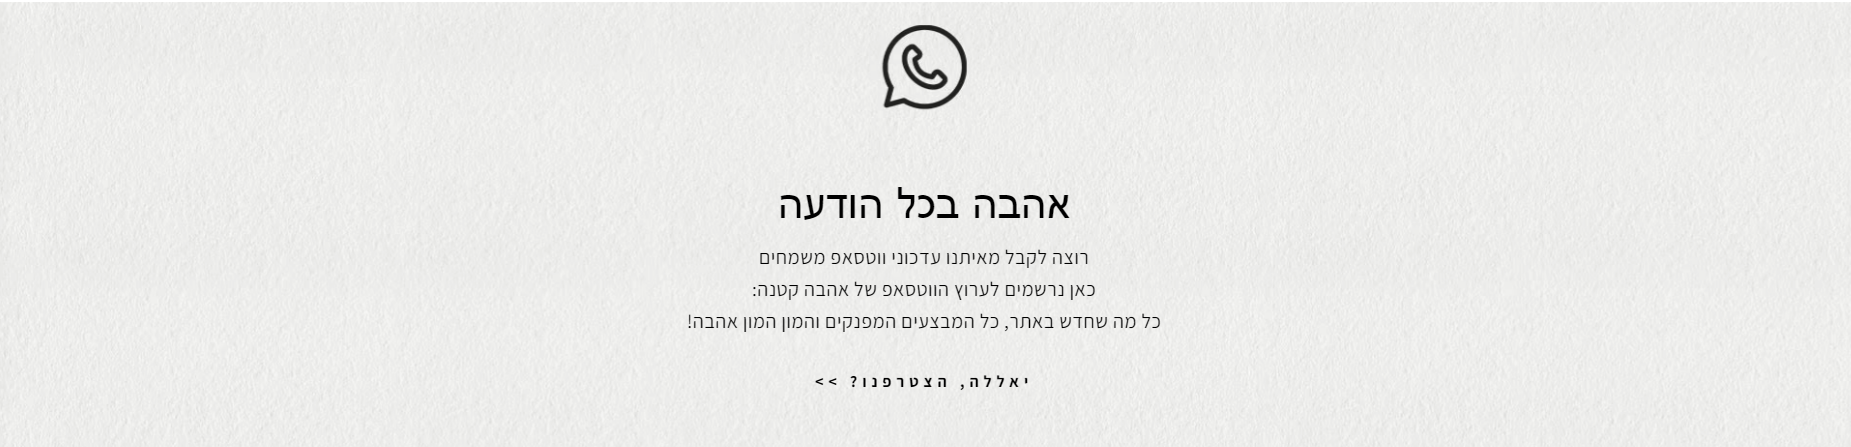 אהבה בכל הודעה
רוצה לקבל מאיתנו עדכוני ווטסאפ משמחים
כאן נרשמים לערוץ הווטסאפ של אהבה קטנה:
כל מה שחדש באתר, כל המבצעים המפנקים והמון המון אהבה!
יאללה, הצטרפנו? >>